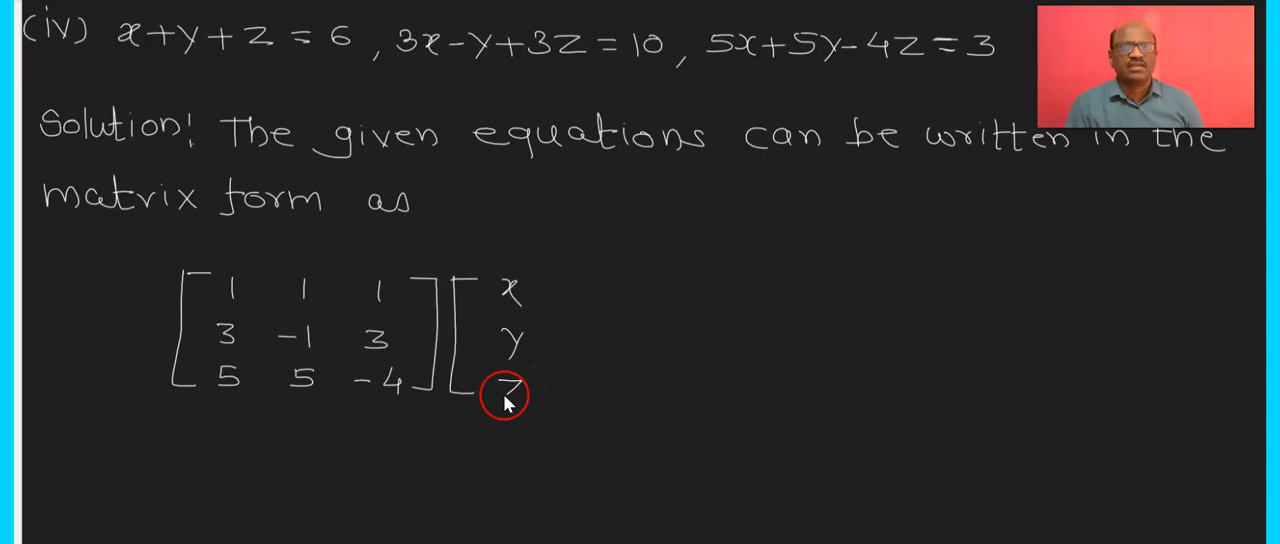 (iv) x+y+z=6, 3x-y+3z=10, 5x+5y-4z=3
Solution: The given equations can be written in the
matrix form as
[ 1 1 1 ] [ x
3 -1 3 y
5 5 -4 z